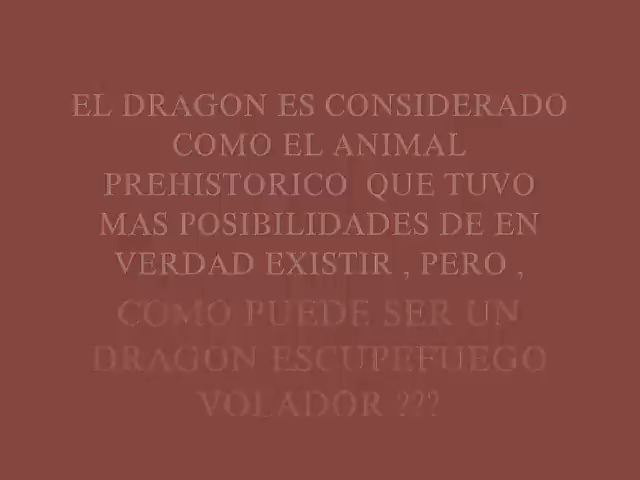 EL DRAGON ES CONSIDERADO
COMO EL ANIMAL
PREHISTORICO QUE TUVO
MAS POSIBILIDADES DE EN
VERDAD EXISTIR , PERO ,
COMO PUEDE SER UN
DRAGON ESCUPEFUEGO
VOLADOR ???